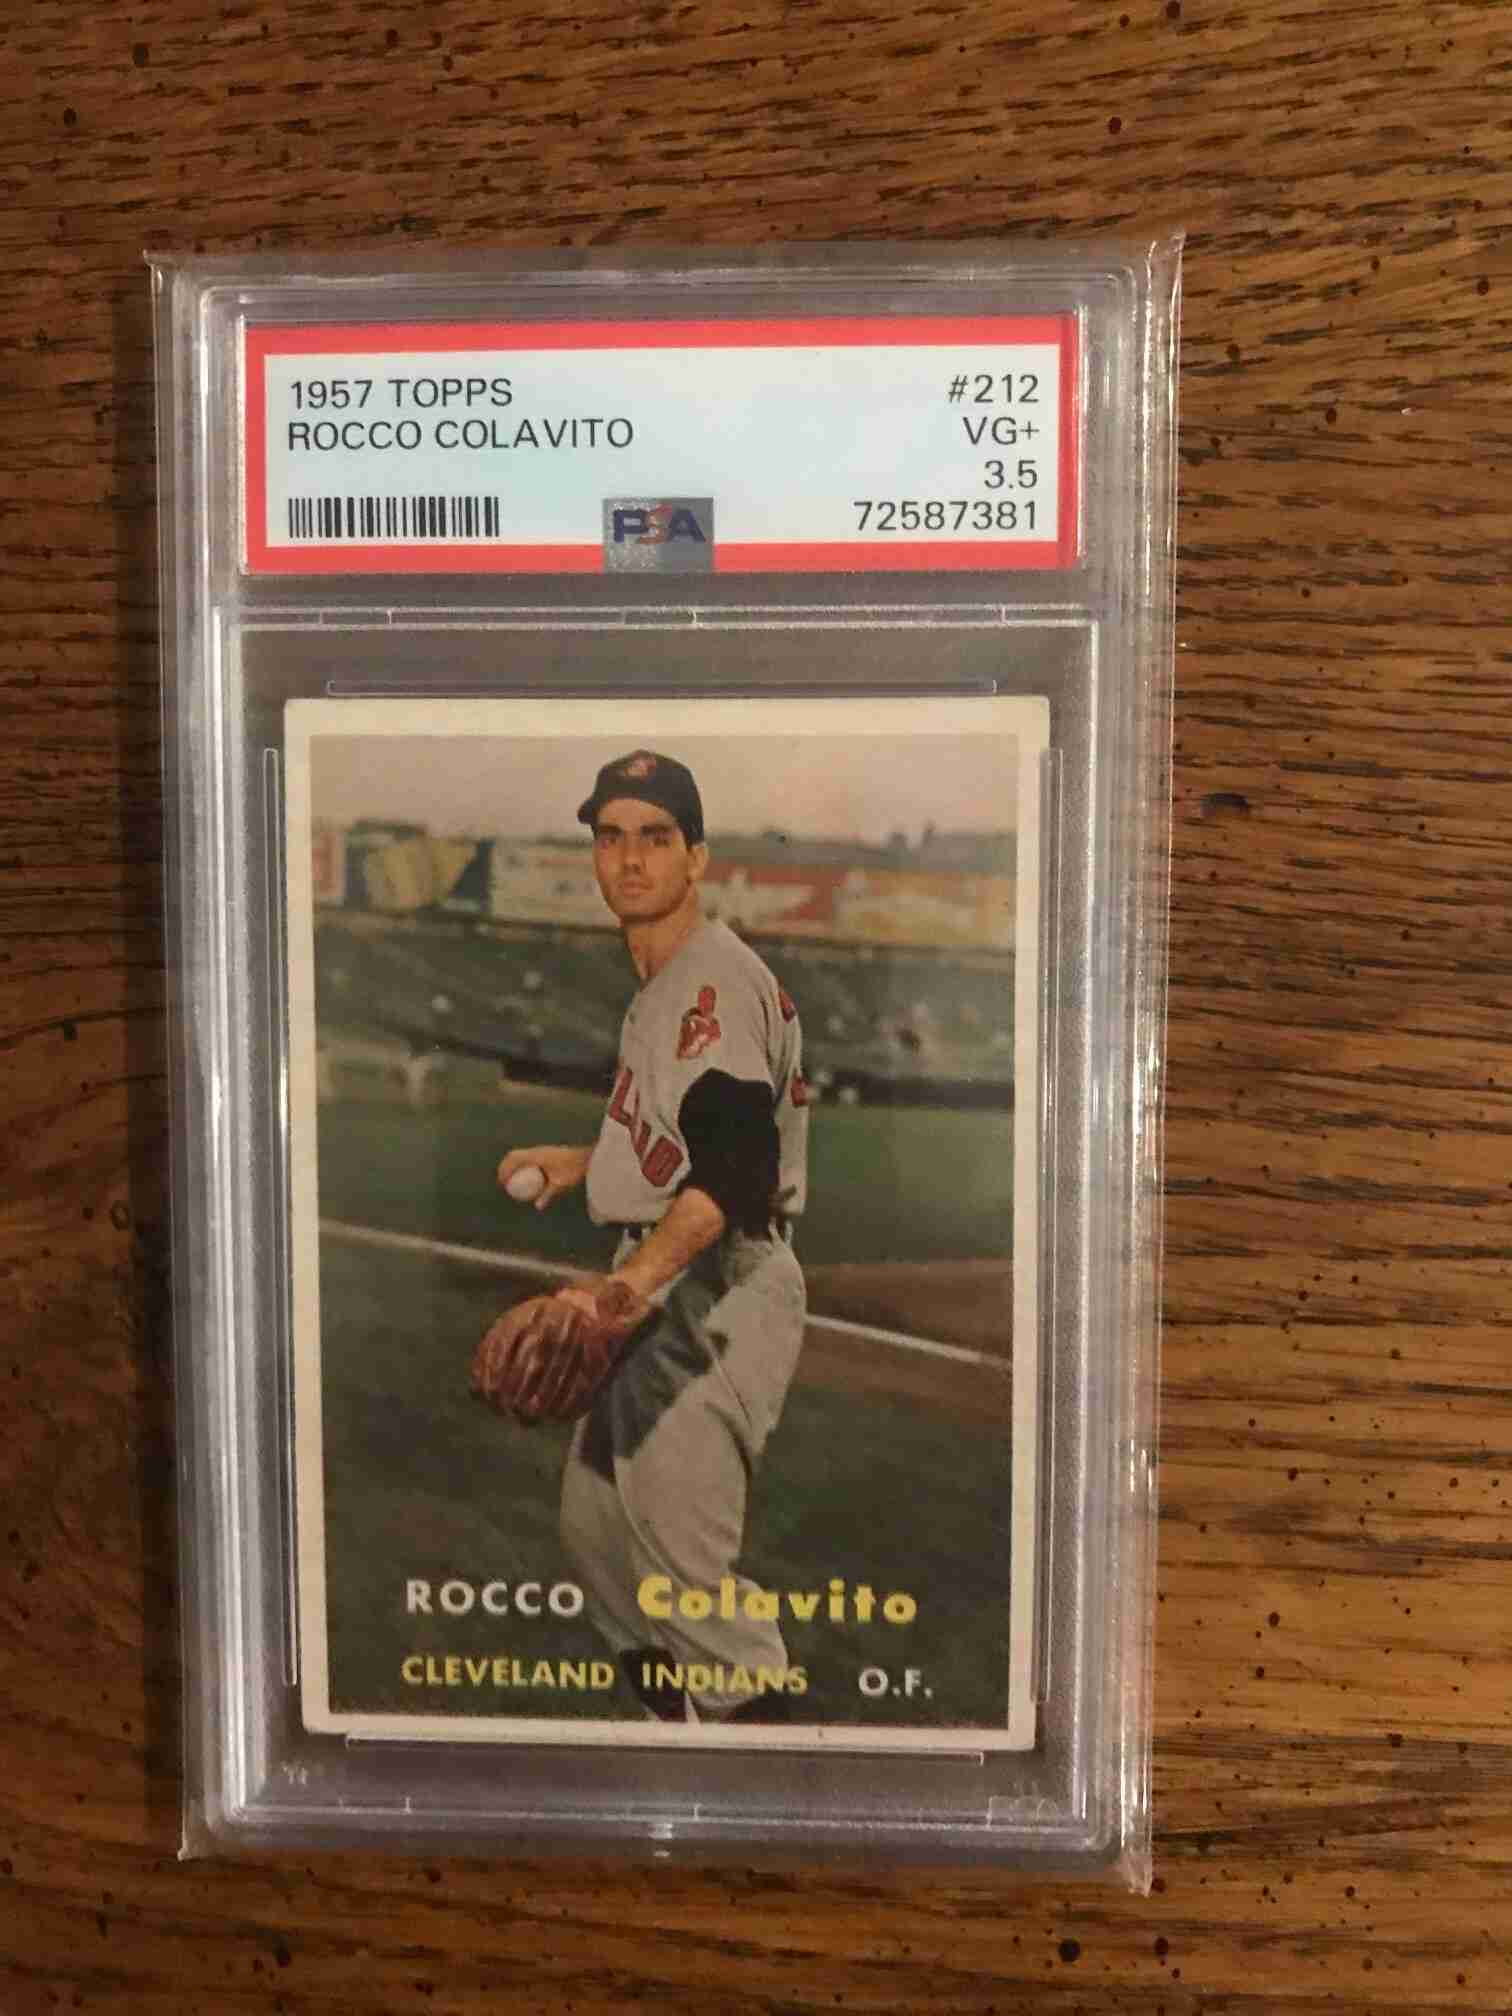 1957 TOPPS #212
ROCCO COLAVITO VG+
3.5
PSA 72587381
ROCCO Colavito
CLEVELAND INDIANS O.F.